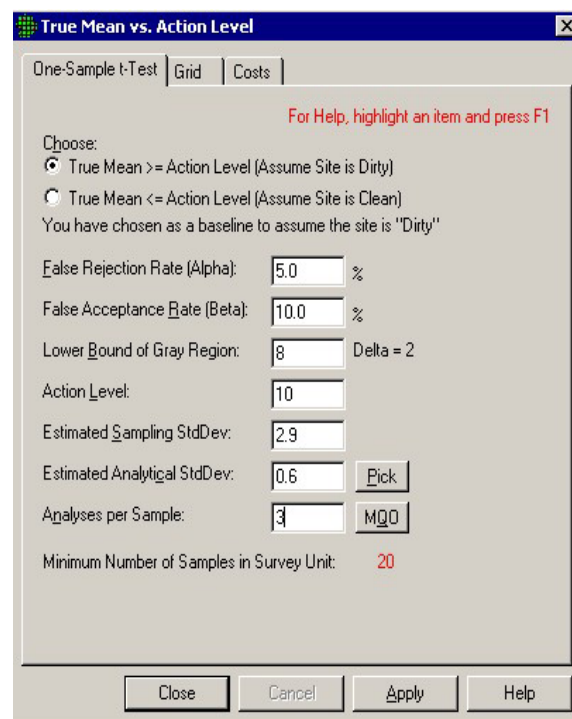 True Mean vs. Action Level
One-Sample t-Test Grid Costs
For Help, highlight an item and press F1
Choose:
True Mean >= Action Level (Assume Site is Dirty)
True Mean <= Action Level (Assume Site is Clean)
You have chosen as a baseline to assume the site is "Dirty"
False Rejection Rate (Alpha): 5.0 %
False Acceptance Rate (Beta): 10.0 %
Lower Bound of Gray Region: 8 Delta = 2
Action Level: 10
Estimated Sampling StdDev: 2.9
Estimated Analytical StdDev: 0.6 Pick
Analyses per Sample: 3 MQO
Minimum Number of Samples in Survey Unit: 20
Close Cancel Apply Help